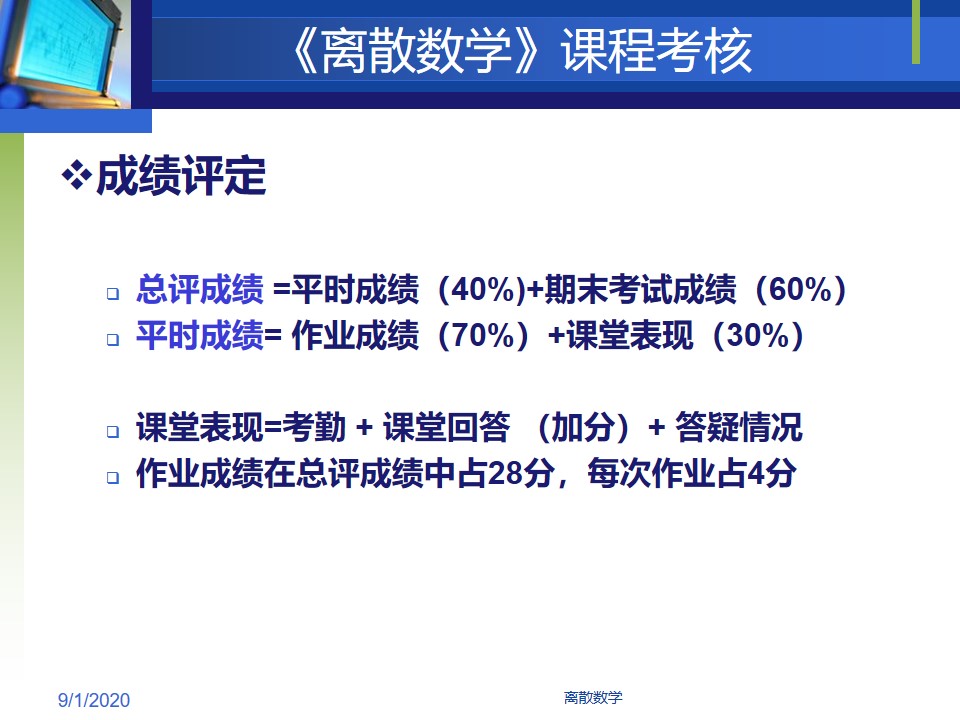 《离散数学》课程考核
成绩评定
总评成绩 =平时成绩（40%)+期末考试成绩（60%）
平时成绩= 作业成绩（70%）+课堂表现（30%）
课堂表现=考勤 + 课堂回答 （加分）+ 答疑情况
作业成绩在总评成绩中占28分，每次作业占4分
9/1/2020
离散数学